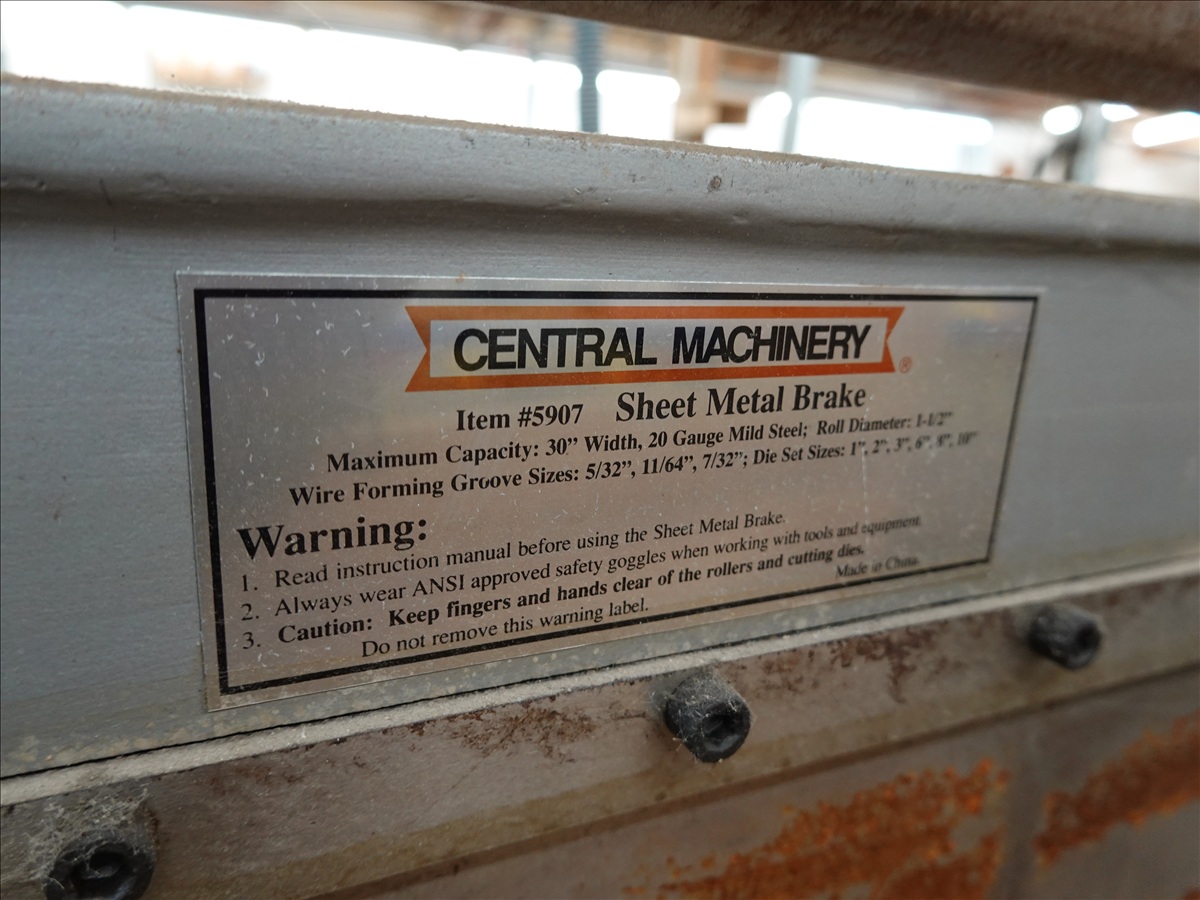 CENTRAL MACHINERY ®
Item #5907 Sheet Metal Brake
Maximum Capacity: 30” Width, 20 Gauge Mild Steel; Roll Diameter: 1-1/2”
Wire Forming Groove Sizes: 5/32”, 11/64”, 7/32”; Die Set Sizes: 1”, 2”, 3”, 6”, 8”, 10”
Warning:
1. Read instruction manual before using the Sheet Metal Brake.
2. Always wear ANSI approved safety goggles when working with tools and equipment.
3. Caution: Keep fingers and hands clear of the rollers and cutting dies.
Do not remove this warning label. Made in China.